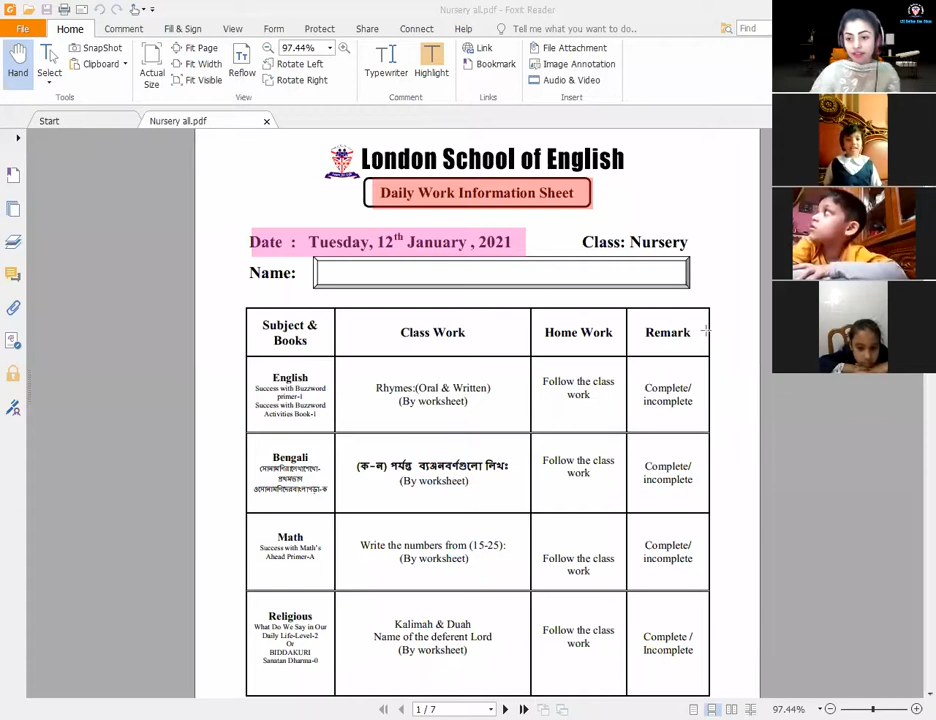 Nursery all.pdf - Foxit Reader
File Home Comment Fill & Sign View Form Protect Share Connect Help Tell me what you want to do.. Find
Hand
Select
SnapShot
Clipboard
Tools
Actual Size
Fit Page
Fit Width
Fit Visible
Reflow
97.44%
Rotate Left
Rotate Right
View
Typewriter
Highlight
Comment
Link
Bookmark
Links
File Attachment
Image Annotation
Audio & Video
Insert
Start Nursery all.pdf
London School of English
Daily Work Information Sheet
Date : Tuesday, 12th January , 2021 Class: Nursery
Name:
Subject & Books Class Work Home Work Remark
English
Success with Buzzword
primer-1
Success with Buzzword
Activities Book-1
Rhymes:(Oral & Written)
(By worksheet)
Follow the class
work
Complete/
incomplete
Bengali
প্রথমভাগ
(ক-ন) পর্যন্ত ব্যঞ্জনবর্ণগুলো লিখঃ
(By worksheet)
Follow the class
work
Complete/
incomplete
Math
Success with Math's
Ahead Primer-A
Write the numbers from (15-25):
(By worksheet)
Follow the class
work
Complete/
incomplete
Religious
What Do We Say in Our
Daily Life-Level-2
Or
BIDDAKURI
Sanatan Dharma-0
Kalimah & Duah
Name of the deferent Lord
(By worksheet)
Follow the class
work
Complete /
Incomplete
1 / 7
97.44%